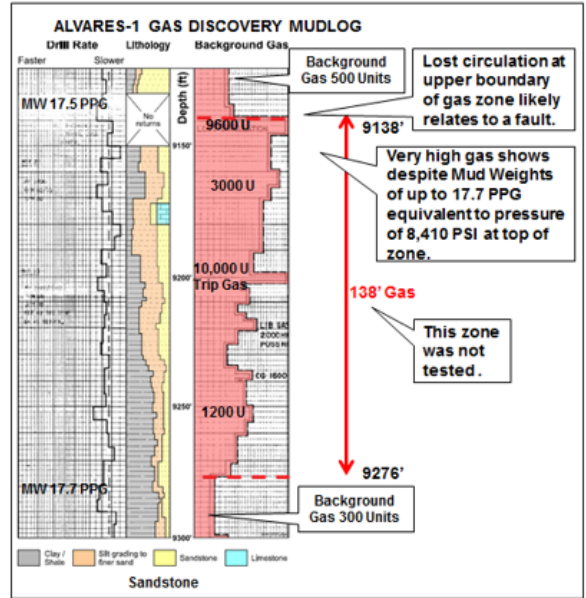 ALVARES-1 GAS DISCOVERY MUDLOG
Drill Rate
Lithology
Background Gas
Faster
Slower
Depth (ft)
Background
Gas 500 Units
Lost circulation at
upper boundary
of gas zone likely
relates to a fault.
MW 17.5 PPG
No
returns
9600 U
9138'
9150'
3000 U
Very high gas shows
despite Mud Weights
of up to 17.7 PPG
equivalent to pressure
of 8,410 PSI at top of
zone.
9200'
10,000 U
Trip Gas
138' Gas
This zone
was not
tested .
9250'
1200 U
MW 17.7 PPG
9276'
Background
Gas 300 Units
9300'
Clay /
Shale
Silt grading to
finer sand
Sandstone
Limestone
Sandstone